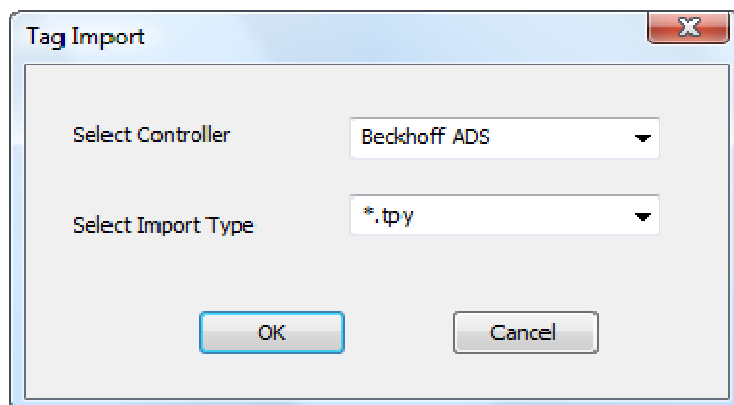 Tag Import
Select Controller
Beckhoff ADS
Select Import Type
*.tpy
OK
Cancel